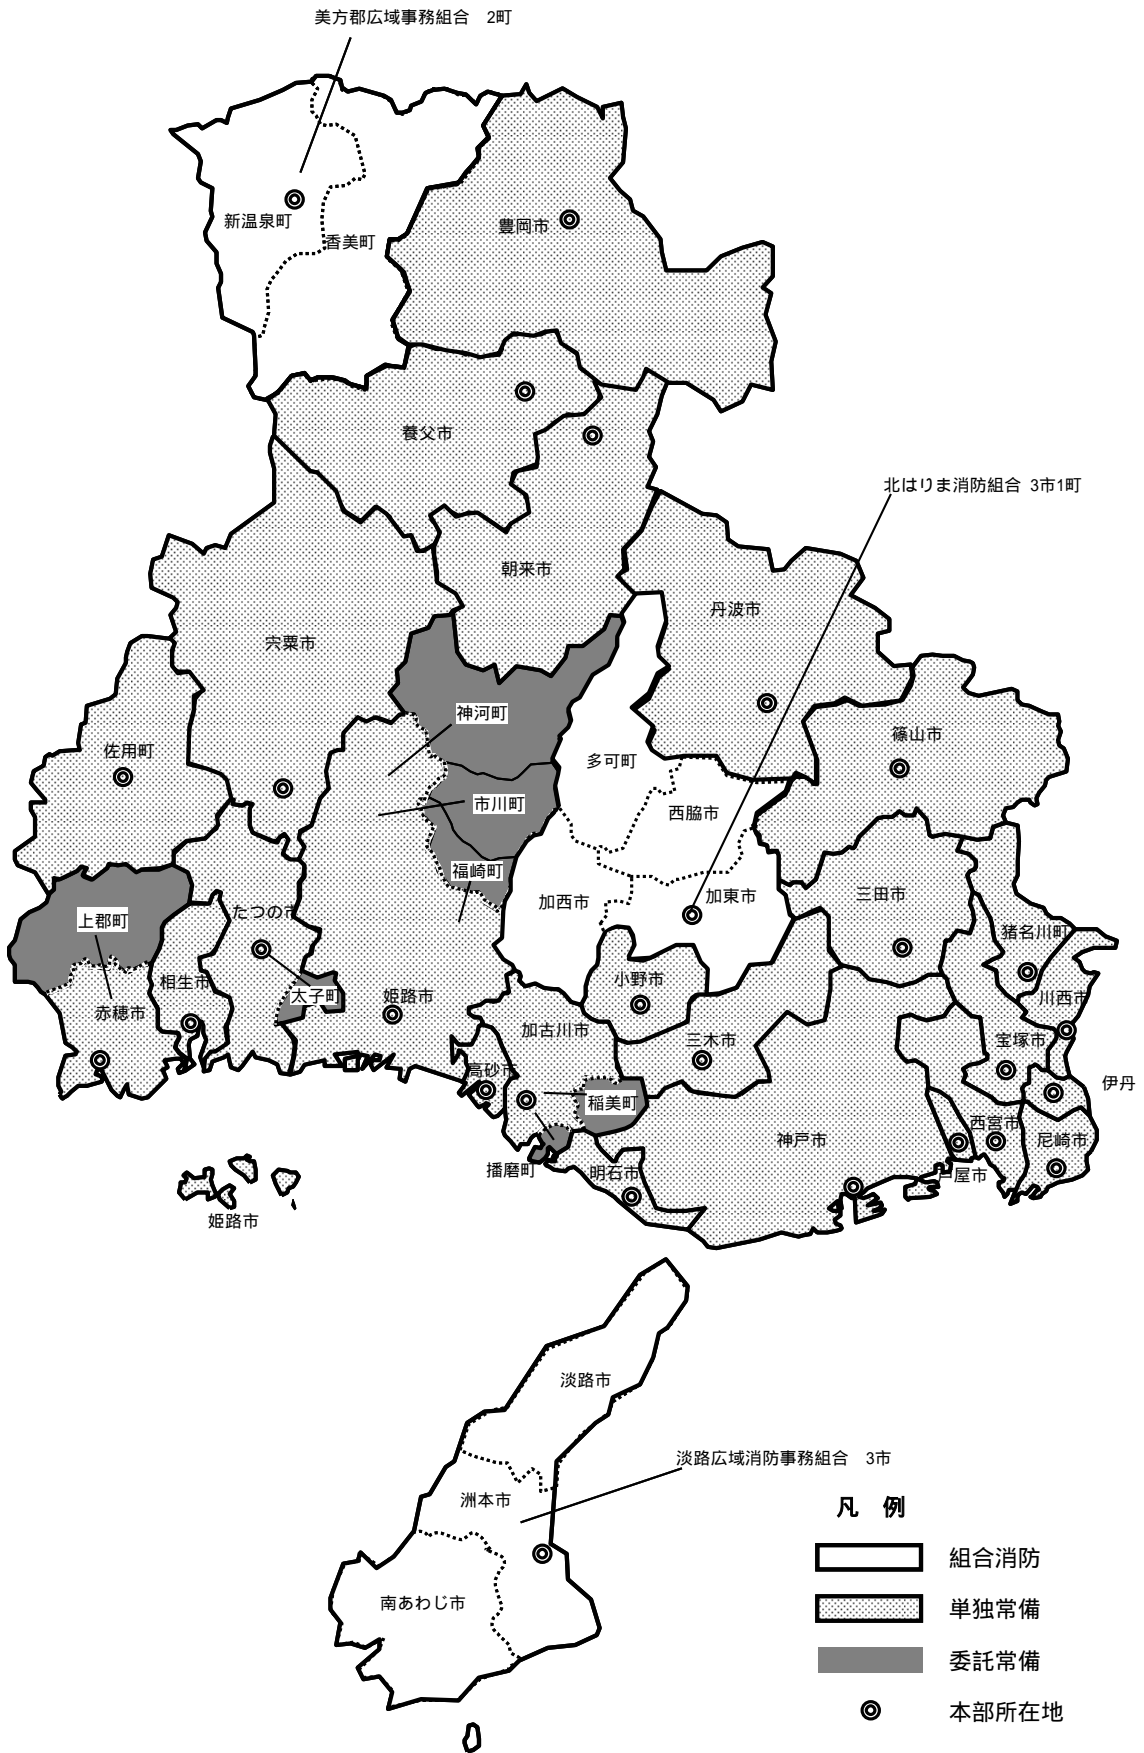 美方郡広域事務組合　2町
新温泉町
香美町
豊岡市
養父市
北はりま消防組合 3市1町
朝来市
丹波市
宍粟市
神河町
佐用町
多可町
篠山市
市川町
西脇市
福崎町
加西市
加東市
三田市
たつの市
上郡町
猪名川町
相生市
小野市
太子町
姫路市
川西市
赤穂市
加古川市
三木市
宝塚市
高砂市
伊丹
稲美町
西宮市
神戸市
尼崎市
播磨町
明石市
芦屋市
姫路市
淡路市
淡路広域消防事務組合　3市
洲本市
南あわじ市
凡　例
組合消防
単独常備
委託常備
本部所在地